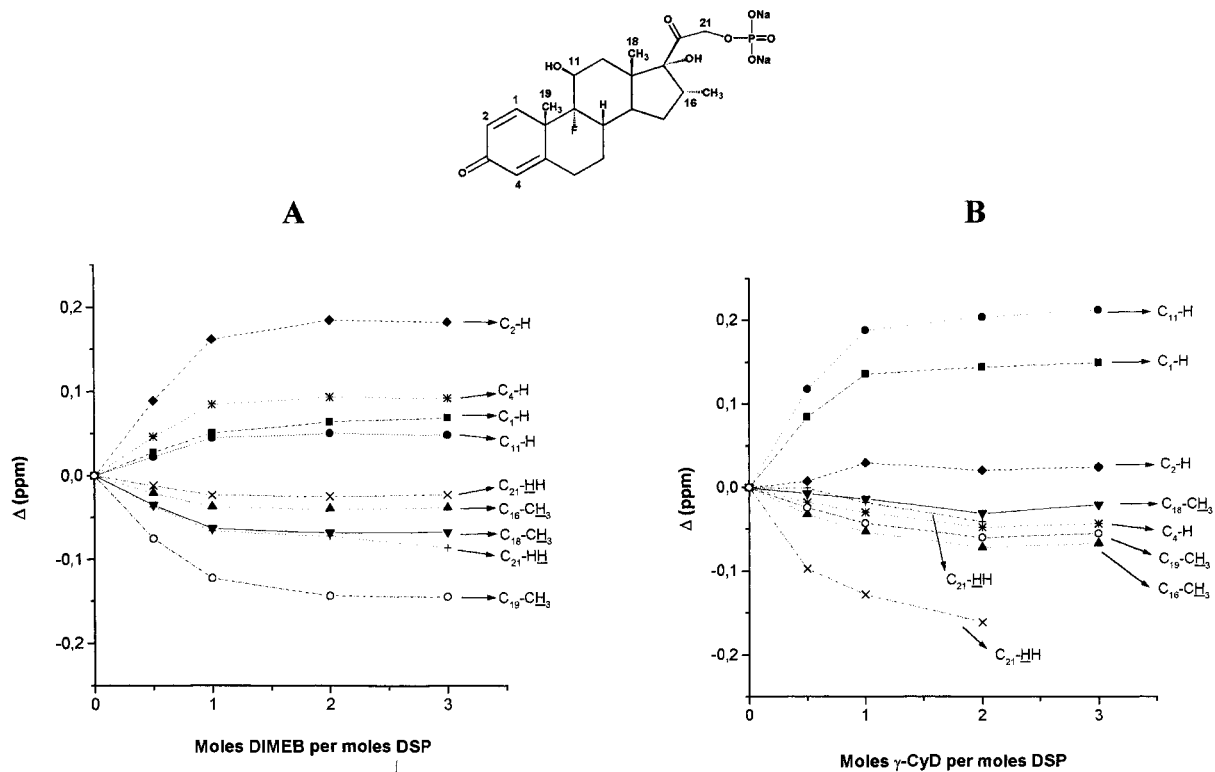 O
21
ONa
O
P
O
ONa
18
CH₃
OH
11
HO
CH₃
16
19
CH₃
H
1
2
F
O
4
A
B
Δ (ppm)
0,2
0,1
0,0
-0,1
-0,2
C₂-H
C₄-H
C₁-H
C₁₁-H
C₂₁-HH
C₁₆-CH₃
C₁₈-CH₃
C₂₁-HH
C₁₉-CH₃
0
1
2
3
Moles DIMEB per moles DSP
Δ (ppm)
0,2
0,1
0,0
-0,1
-0,2
C₁₁-H
C₁-H
C₂-H
C₁₈-CH₃
C₄-H
C₁₉-CH₃
C₁₆-CH₃
C₂₁-HH
C₂₁-HH
0
1
2
3
Moles γ-CyD per moles DSP